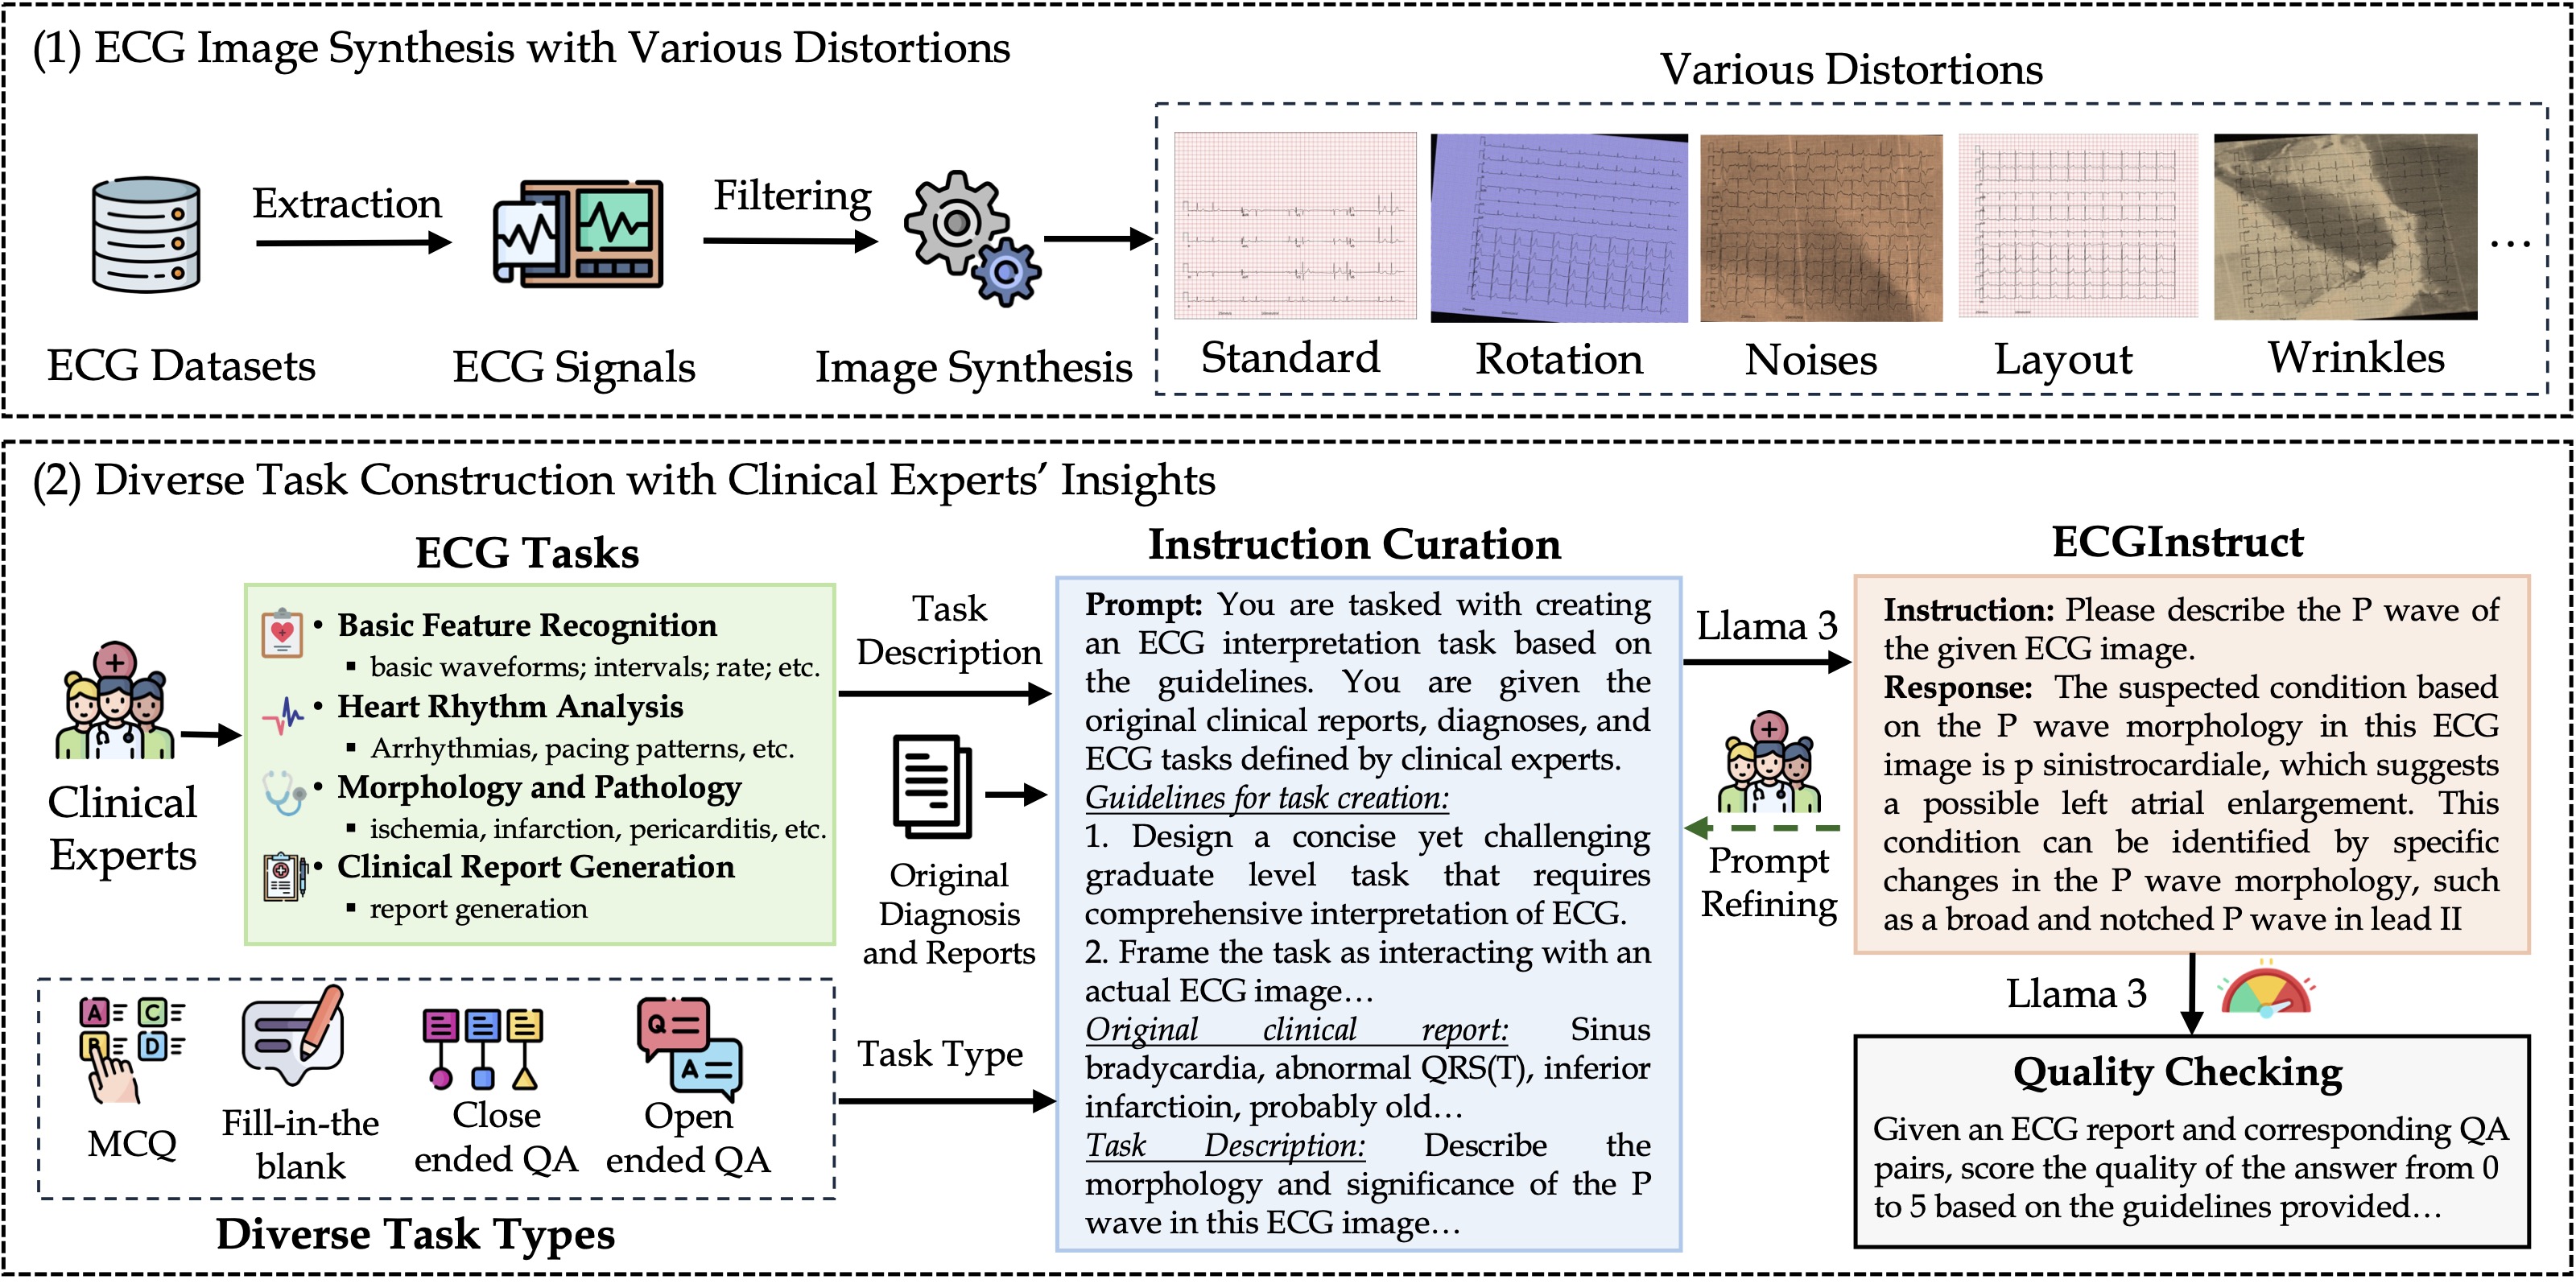 (1) ECG Image Synthesis with Various Distortions
Various Distortions
Extraction
Filtering
...
ECG Datasets
ECG Signals
Image Synthesis
Standard
Rotation
Noises
Layout
Wrinkles
(2) Diverse Task Construction with Clinical Experts’ Insights
ECG Tasks
Clinical
Experts
• Basic Feature Recognition
▪ basic waveforms; intervals; rate; etc.
• Heart Rhythm Analysis
▪ Arrhythmias, pacing patterns, etc.
• Morphology and Pathology
▪ ischemia, infarction, pericarditis, etc.
• Clinical Report Generation
▪ report generation
A
C
B
D
Q
A
MCQ
Fill-in-the
blank
Close
ended QA
Open
ended QA
Diverse Task Types
Task
Description
Original
Diagnosis
and Reports
Task Type
Instruction Curation
Prompt: You are tasked with creating
an ECG interpretation task based on
the guidelines. You are given the
original clinical reports, diagnoses, and
ECG tasks defined by clinical experts.
Guidelines for task creation:
1. Design a concise yet challenging
graduate level task that requires
comprehensive interpretation of ECG.
2. Frame the task as interacting with an
actual ECG image…
Original clinical report: Sinus
bradycardia, abnormal QRS(T), inferior
infarctioin, probably old…
Task Description: Describe the
morphology and significance of the P
wave in this ECG image…
Llama 3
Prompt
Refining
ECGInstruct
Instruction: Please describe the P wave of
the given ECG image.
Response: The suspected condition based
on the P wave morphology in this ECG
image is p sinistrocardiale, which suggests
a possible left atrial enlargement. This
condition can be identified by specific
changes in the P wave morphology, such
as a broad and notched P wave in lead II
Llama 3
Quality Checking
Given an ECG report and corresponding QA
pairs, score the quality of the answer from 0
to 5 based on the guidelines provided…